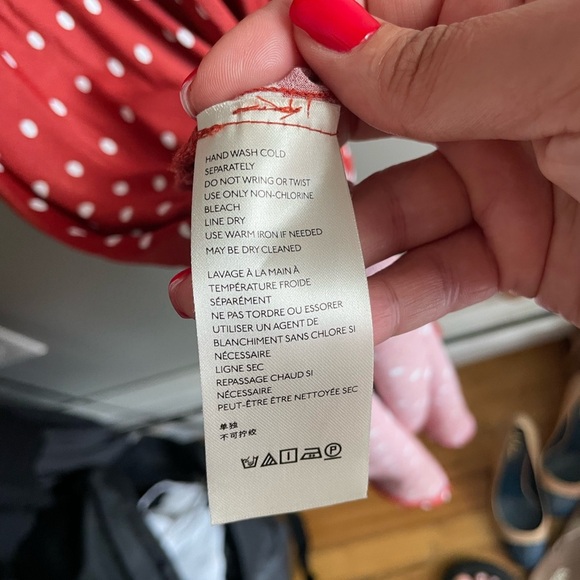 HAND WASH COLD
SEPARATELY
DO NOT WRING OR TWIST
USE ONLY NON-CHLORINE
BLEACH
LINE DRY
USE WARM IRON IF NEEDED
MAY BE DRY CLEANED
LAVAGE À LA MAIN À
TEMPÉRATURE FROIDE
SÉPARÉMENT
NE PAS TORDRE OU ESSORER
UTILISER UN AGENT DE
BLANCHIMENT SANS CHLORE SI
NÉCESSAIRE
LIGNE SEC
REPASSAGE CHAUD SI
NÉCESSAIRE
PEUT-ÊTRE ÊTRE NETTOYÉE SEC
单独
不可拧绞
P